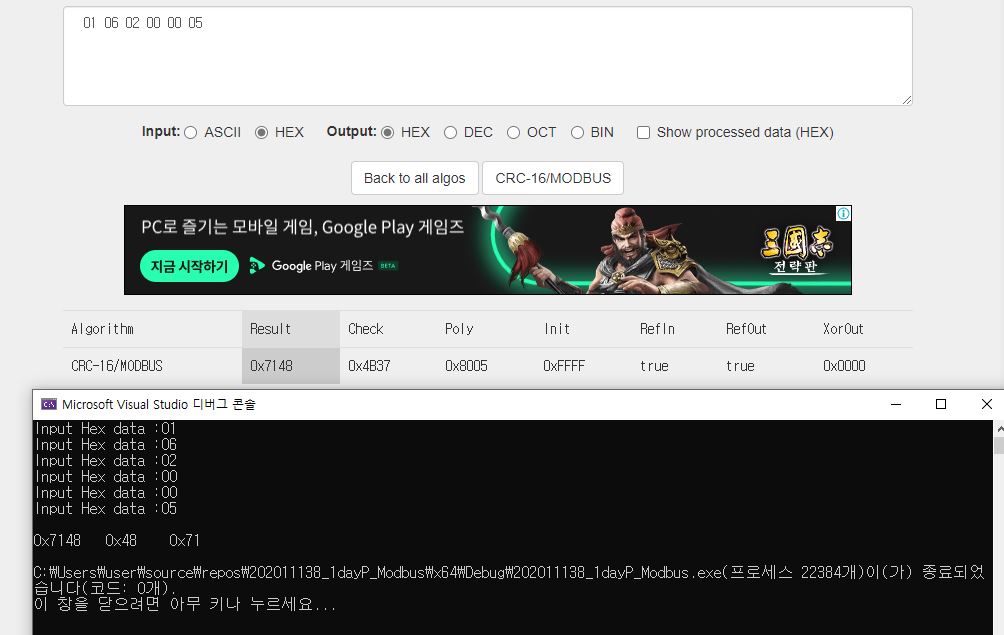 01 06 02 00 00 05
Input: ASCII HEX Output: HEX DEC OCT BIN Show processed data (HEX)
Back to all algos CRC-16/MODBUS
PC로 즐기는 모바일 게임, Google Play 게임즈
지금 시작하기 Google Play 게임즈 BETA
三國志
전략판
Algorithm Result Check Poly Init RefIn RefOut XorOut
CRC-16/MODBUS 0x7148 0x4B37 0x8005 0xFFFF true true 0x0000
Microsoft Visual Studio 디버그 콘솔
Input Hex data :01
Input Hex data :06
Input Hex data :02
Input Hex data :00
Input Hex data :00
Input Hex data :05
0x7148 0x48 0x71
C:₩Users₩user₩source₩repos₩202011138_1dayP_Modbus₩x64₩Debug₩202011138_1dayP_Modbus.exe(프로세스 22384개)이(가) 종료되었
습니다(코드: 0개).
이 창을 닫으려면 아무 키나 누르세요...